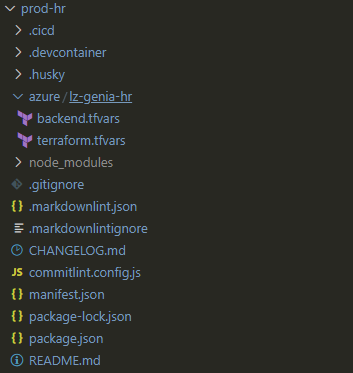 prod-hr
.cicd
.devcontainer
.husky
azure / lz-genia-hr
backend.tfvars
terraform.tfvars
node_modules
.gitignore
.markdownlint.json
.markdownlintignore
CHANGELOG.md
JS commitlint.config.js
{} manifest.json
{} package-lock.json
{} package.json
README.md